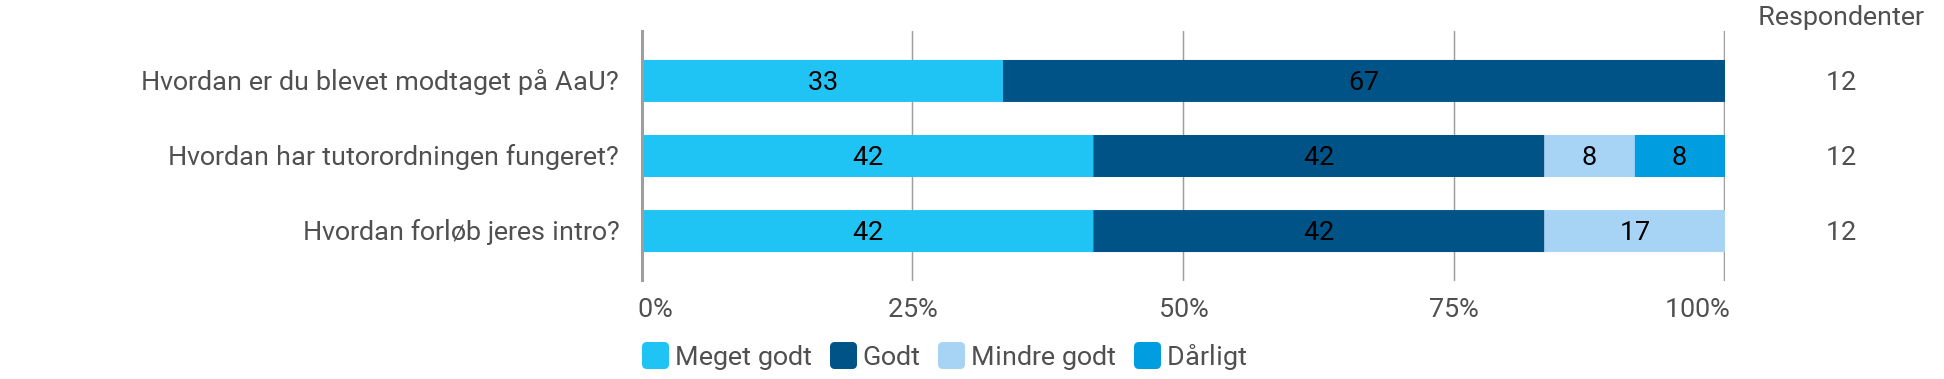 Respondenter
Hvordan er du blevet modtaget på AaU? 33 67 12
Hvordan har tutorordningen fungeret? 42 42 8 8 12
Hvordan forløb jeres intro? 42 42 17 12
0% 25% 50% 75% 100%
Meget godt Godt Mindre godt Dårligt